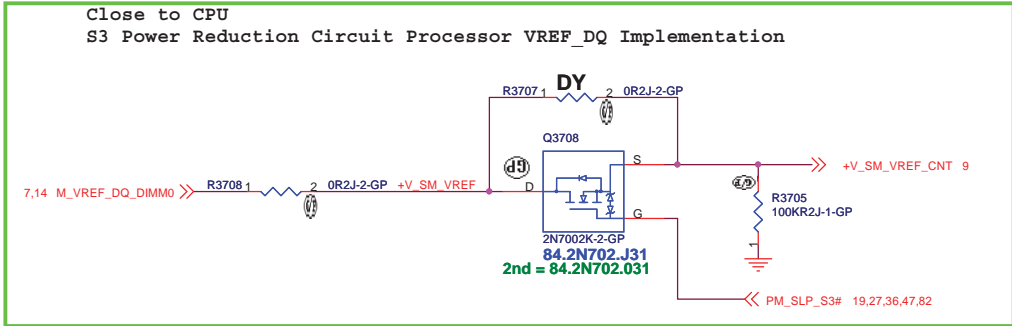 Close to CPU
S3 Power Reduction Circuit Processor VREF_DQ Implementation
DY
R3707 1 2 0R2J-2-GP
Q3708
S
+V_SM_VREF_CNT 9
7,14 M_VREF_DQ_DIMM0
R3708 1 2 0R2J-2-GP
+V_SM_VREF
D
R3705
100KR2J-1-GP
G
1
2N7002K-2-GP
84.2N702.J31
2nd = 84.2N702.031
PM_SLP_S3# 19,27,36,47,82